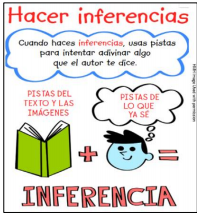 Hacer inferencias
Cuando haces inferencias, usas pistas
para intentar adivinar algo
que el autor te dice.
PISTAS DEL
TEXTO Y LAS
IMÁGENES
PISTAS DE
LO QUE
YA SÉ
+
=
INFERENCIA